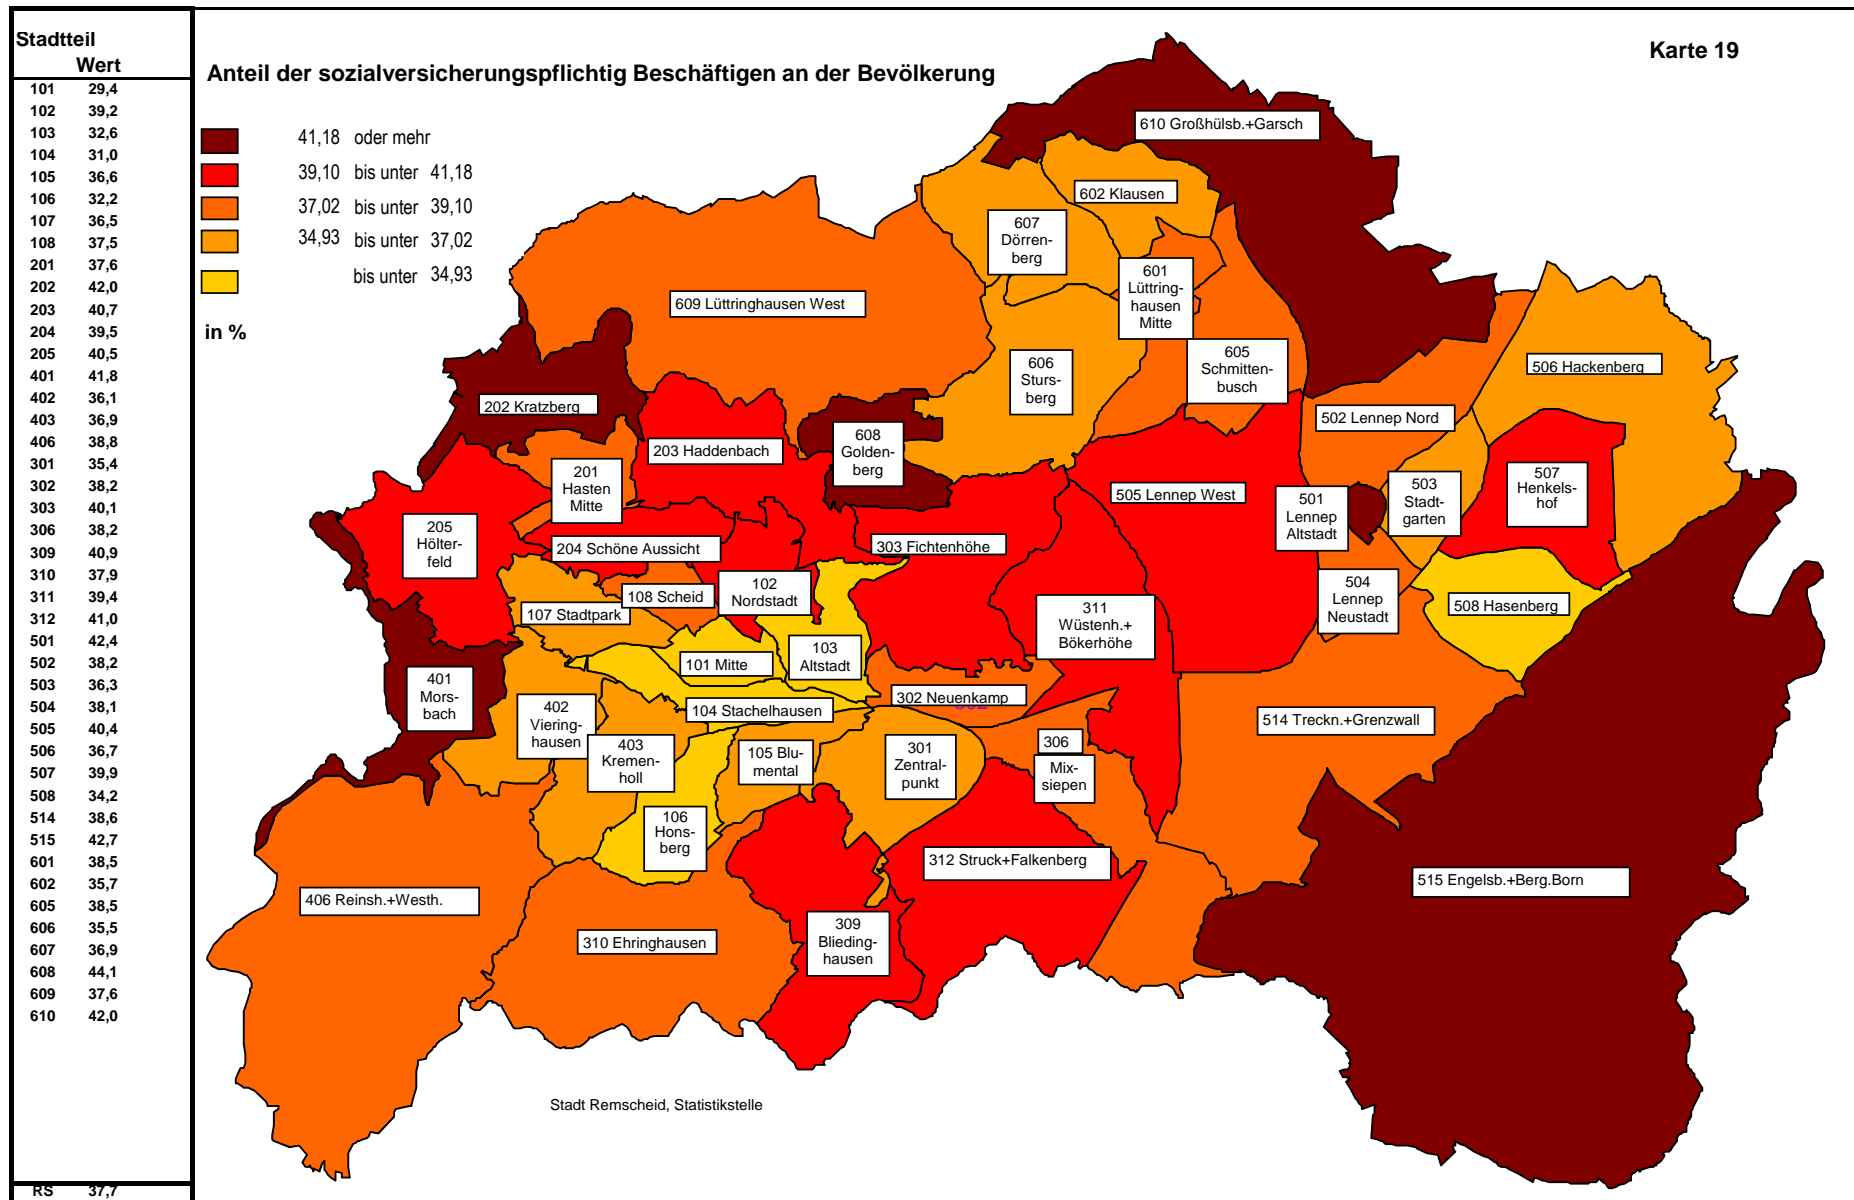 Stadtteil
Wert
101 29,4
102 39,2
103 32,6
104 31,0
105 36,6
106 32,2
107 36,5
108 37,5
201 37,6
202 42,0
203 40,7
204 39,5
205 40,5
401 41,8
402 36,1
403 36,9
406 38,8
301 35,4
302 38,2
303 40,1
306 38,2
309 40,9
310 37,9
311 39,4
312 41,0
501 42,4
502 38,2
503 36,3
504 38,1
505 40,4
506 36,7
507 39,9
508 34,2
514 38,6
515 42,7
601 38,5
602 35,7
605 38,5
606 35,5
607 36,9
608 44,1
609 37,6
610 42,0
RS 37,7
Karte 19
Anteil der sozialversicherungspflichtig Beschäftigen an der Bevölkerung
41,18 oder mehr
39,10 bis unter 41,18
37,02 bis unter 39,10
34,93 bis unter 37,02
bis unter 34,93
in %
610 Großhülsb.+Garsch
602 Klausen
607
Dörren-
berg
601
Lüttring-
hausen
Mitte
609 Lüttringhausen West
605
Schmitten-
busch
606
Sturs-
berg
506 Hackenberg
202 Kratzberg
502 Lennep Nord
608
Golden-
berg
203 Haddenbach
201
Hasten
Mitte
505 Lennep West
501
Lennep
Altstadt
503
Stadt-
garten
507
Henkels-
hof
205
Hölter-
feld
204 Schöne Aussicht
303 Fichtenhöhe
102
Nordstadt
108 Scheid
107 Stadtpark
311
Wüstenh.+
Bökerhöhe
504
Lennep
Neustadt
508 Hasenberg
103
Altstadt
101 Mitte
401
Mors-
bach
302 Neuenkamp
402
Viering-
hausen
104 Stachelhausen
514 Treckn.+Grenzwall
403
Kremen-
holl
105 Blu-
mental
301
Zentral-
punkt
306
Mix-
siepen
106
Hons-
berg
312 Struck+Falkenberg
515 Engelsb.+Berg.Born
406 Reinsh.+Westh.
310 Ehringhausen
309
Blieding-
hausen
Stadt Remscheid, Statistikstelle